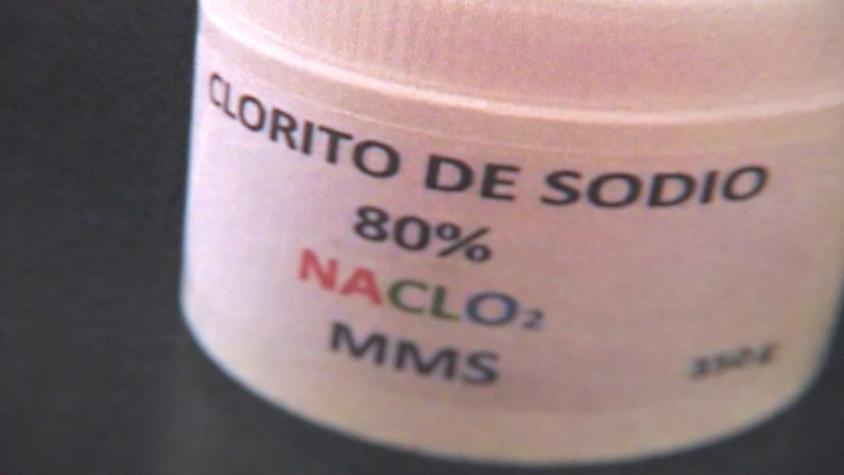 CLORITO DE SODIO
80%
NACLO₂
MMS